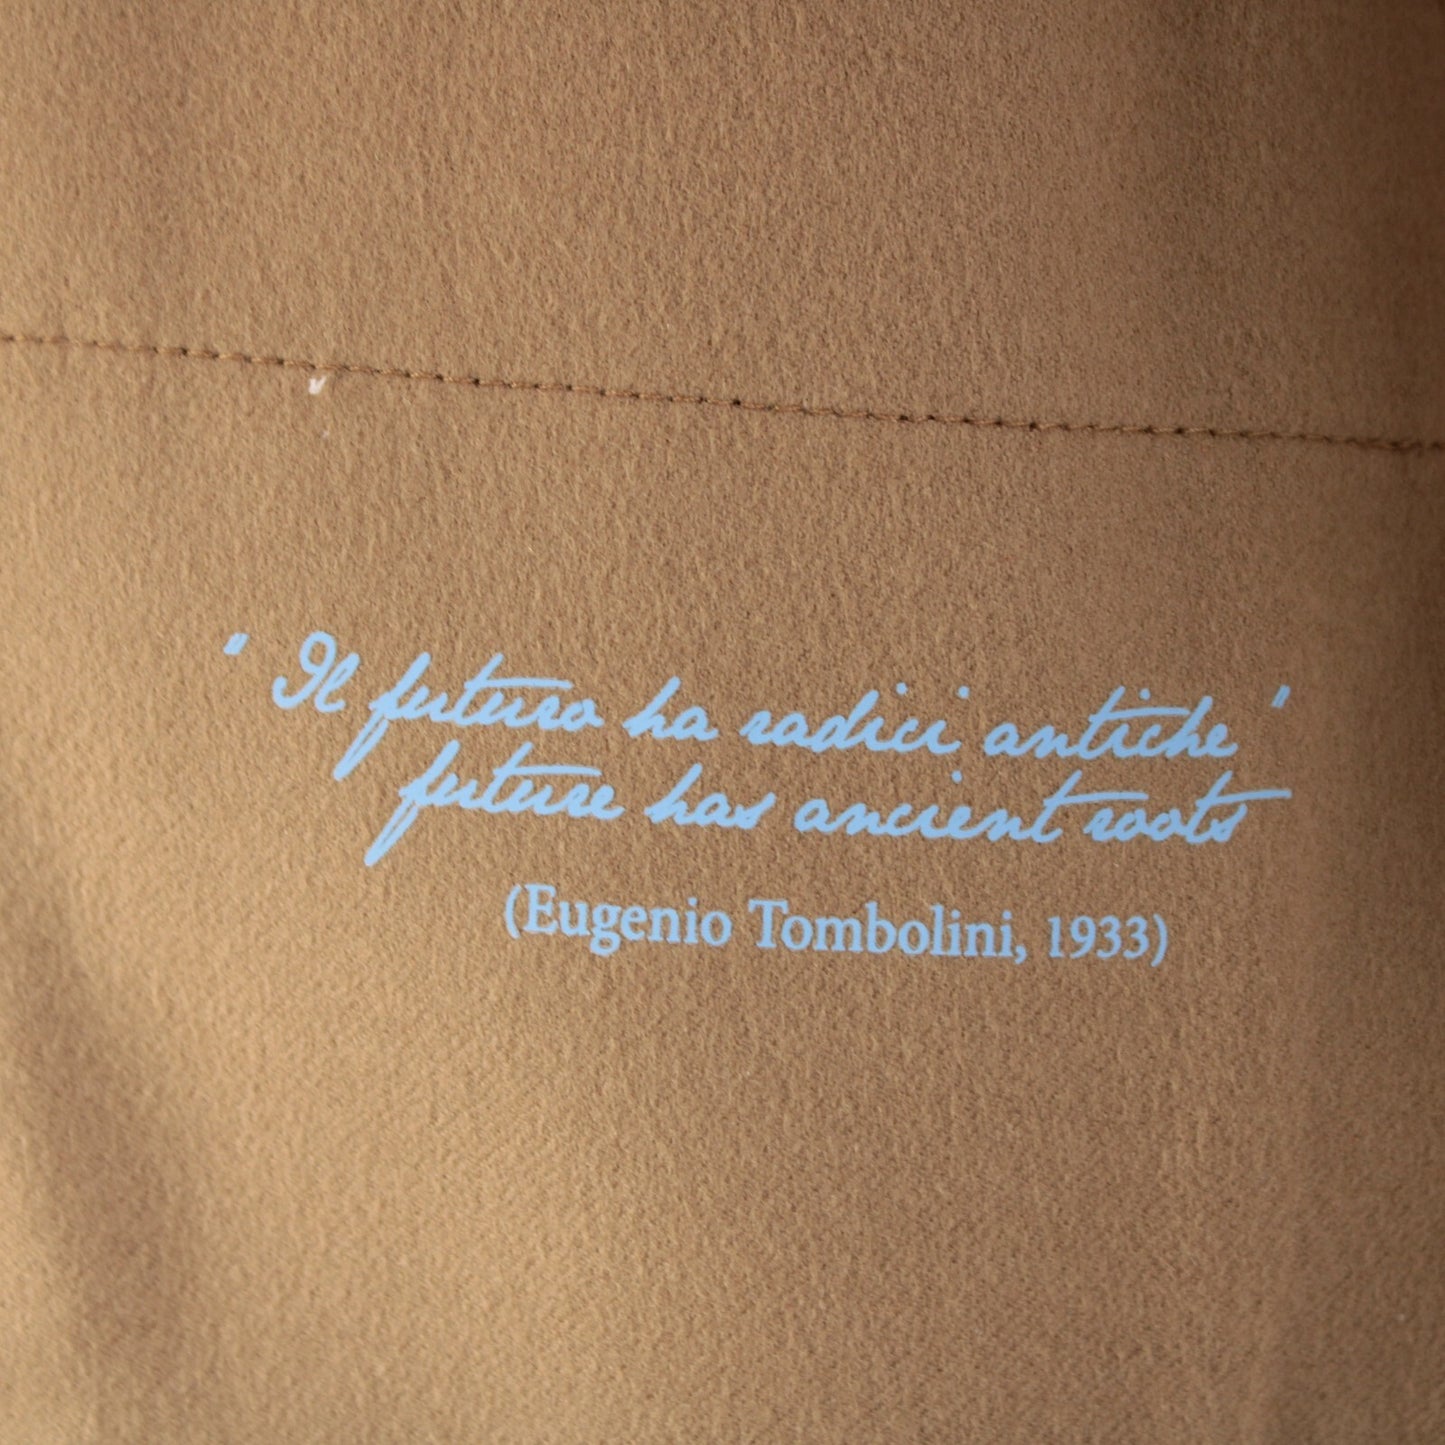 "Il futuro ha radici antiche"
future has ancient roots
(Eugenio Tombolini, 1933)